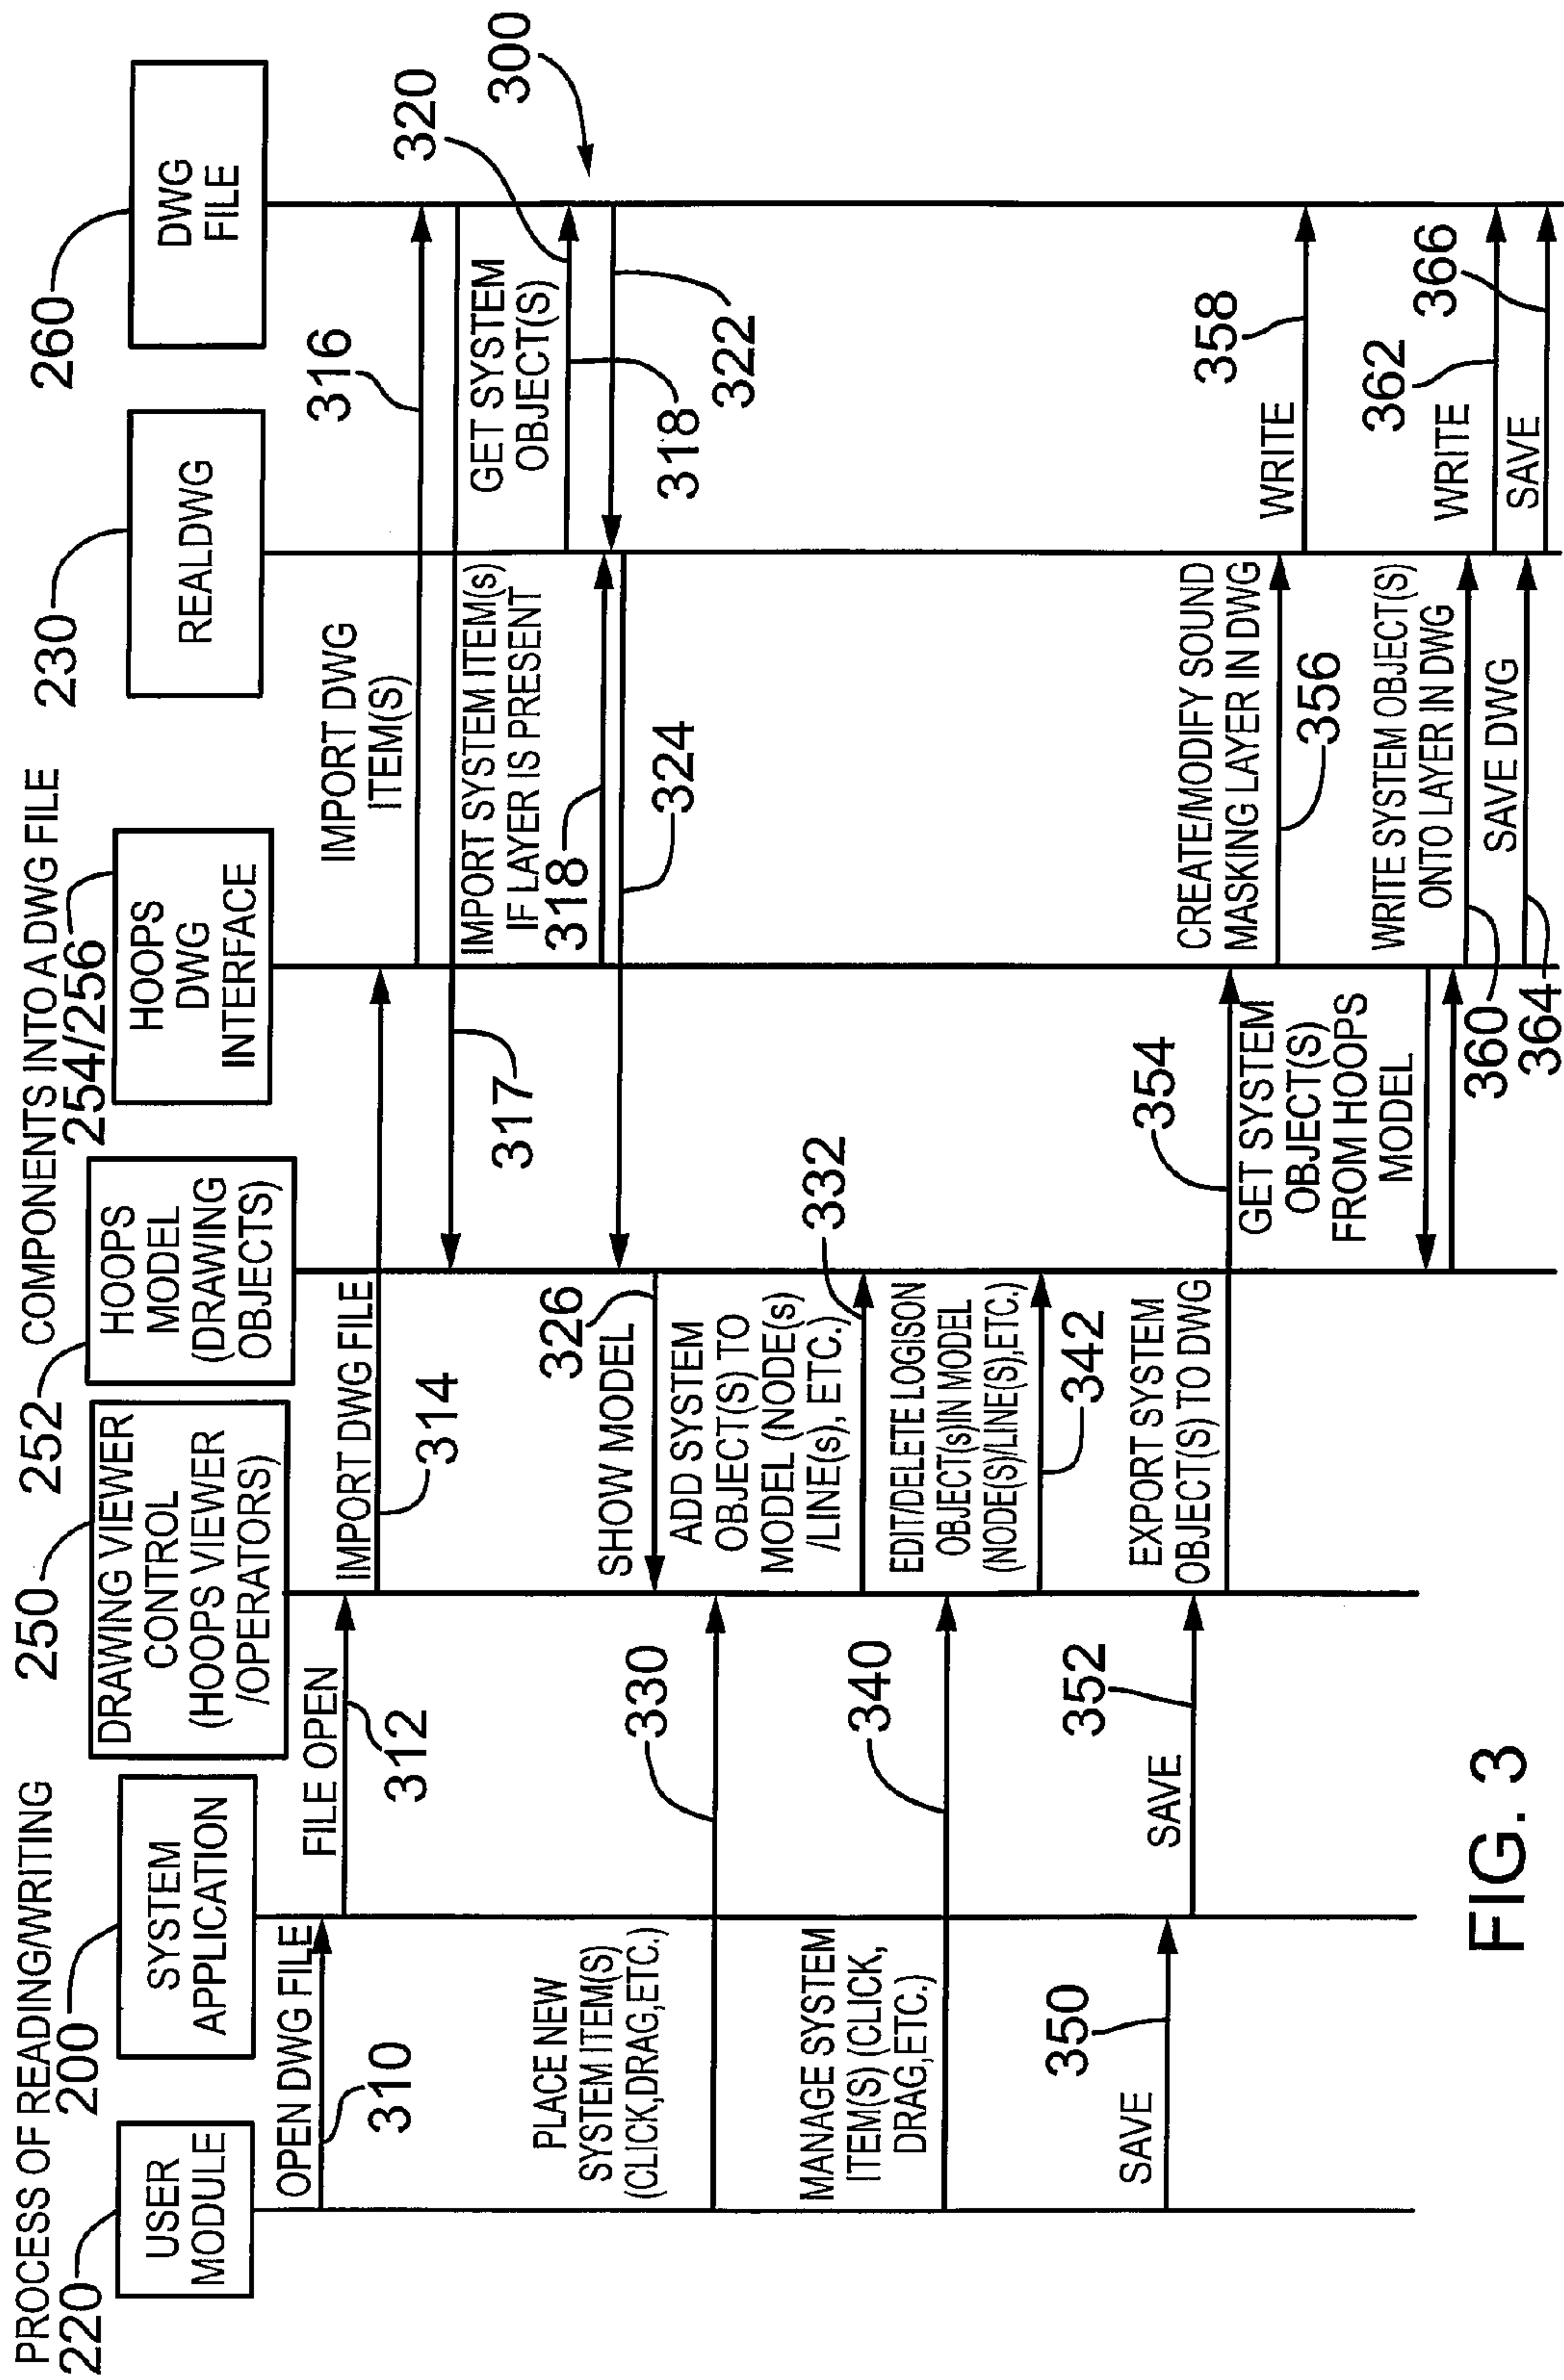 PROCESS OF READING/WRITING COMPONENTS INTO A DWG FILE
220
USER
MODULE
200
SYSTEM
APPLICATION
250
DRAWING VIEWER
CONTROL
(HOOPS VIEWER
/OPERATORS)
252
HOOPS
MODEL
(DRAWING
OBJECTS)
254/256
HOOPS
DWG
INTERFACE
230
REALDWG
260
DWG
FILE
300
OPEN DWG FILE
310
FILE OPEN
312
IMPORT DWG FILE
314
IMPORT DWG
ITEM(S)
316
317
IMPORT SYSTEM ITEM(s)
IF LAYER IS PRESENT
318
GET SYSTEM
OBJECT(S)
320
318
322
324
326
SHOW MODEL
PLACE NEW
SYSTEM ITEM(S)
(CLICK,DRAG,ETC.)
330
ADD SYSTEM
OBJECT(S) TO
MODEL (NODE(s)
/LINE(s), ETC.)
332
MANAGE SYSTEM
ITEM(S) (CLICK,
DRAG,ETC.)
340
EDIT/DELETE LOGISON
OBJECT(s)IN MODEL
(NODE(S)/LINE(S),ETC.)
342
SAVE
350
SAVE
352
EXPORT SYSTEM
OBJECT(S) TO DWG
354
GET SYSTEM
OBJECT(S)
FROM HOOPS
MODEL
CREATE/MODIFY SOUND
MASKING LAYER IN DWG
356
WRITE
358
WRITE SYSTEM OBJECT(S)
ONTO LAYER IN DWG
360
WRITE
362
SAVE DWG
364
SAVE
366
FIG. 3